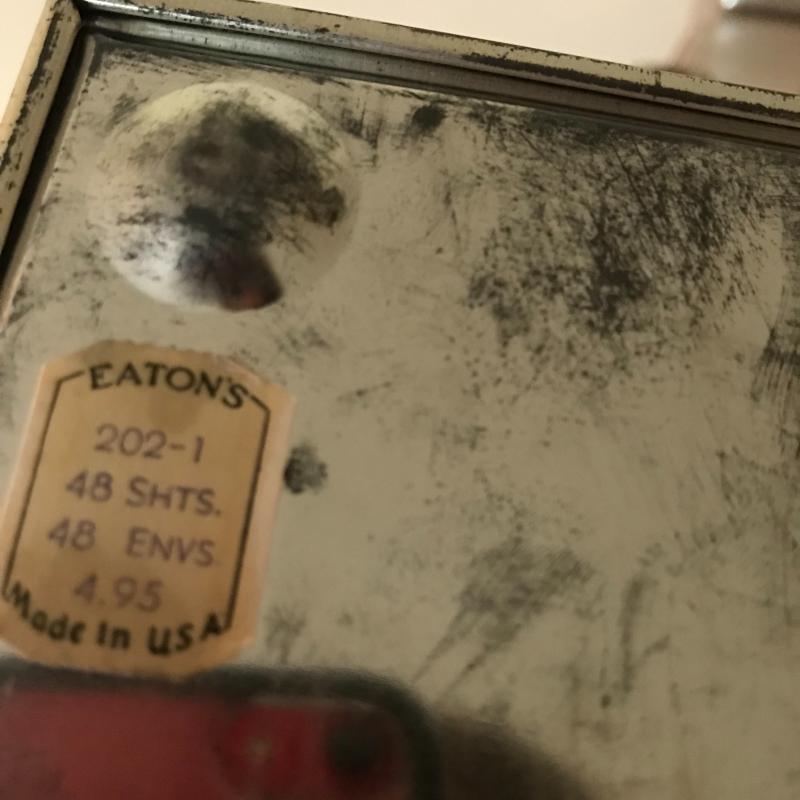 EATON'S
202-1
48 SHTS.
48 ENVS
4.95
Made in USA